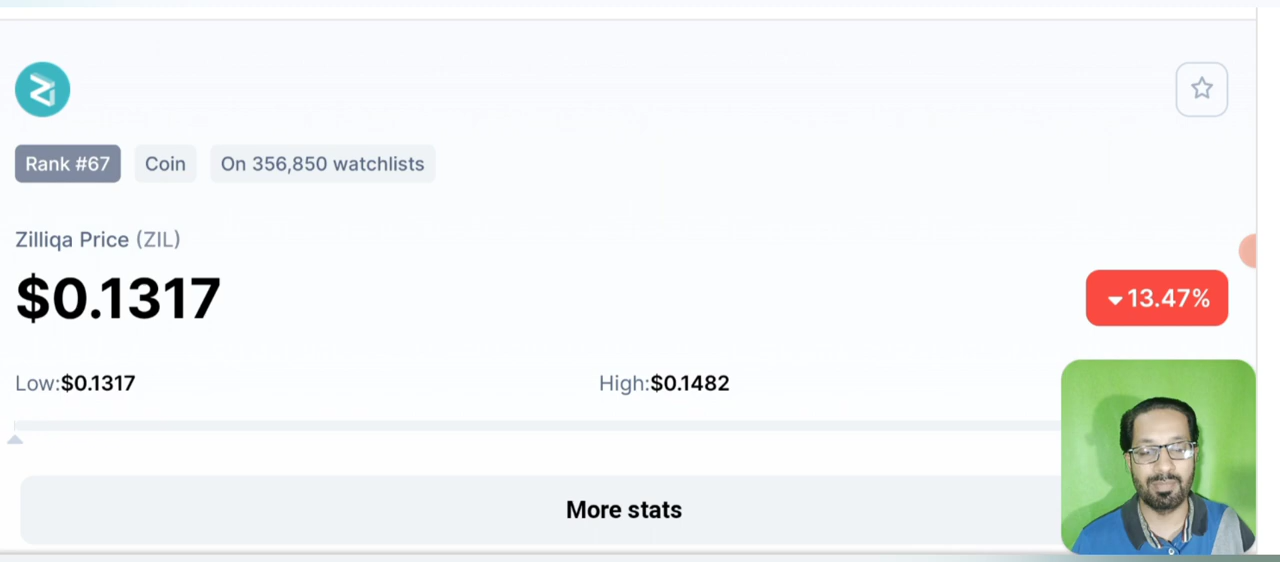 Rank #67 Coin On 356,850 watchlists
Zilliqa Price (ZIL)
$0.1317 13.47%
Low:$0.1317 High:$0.1482
More stats